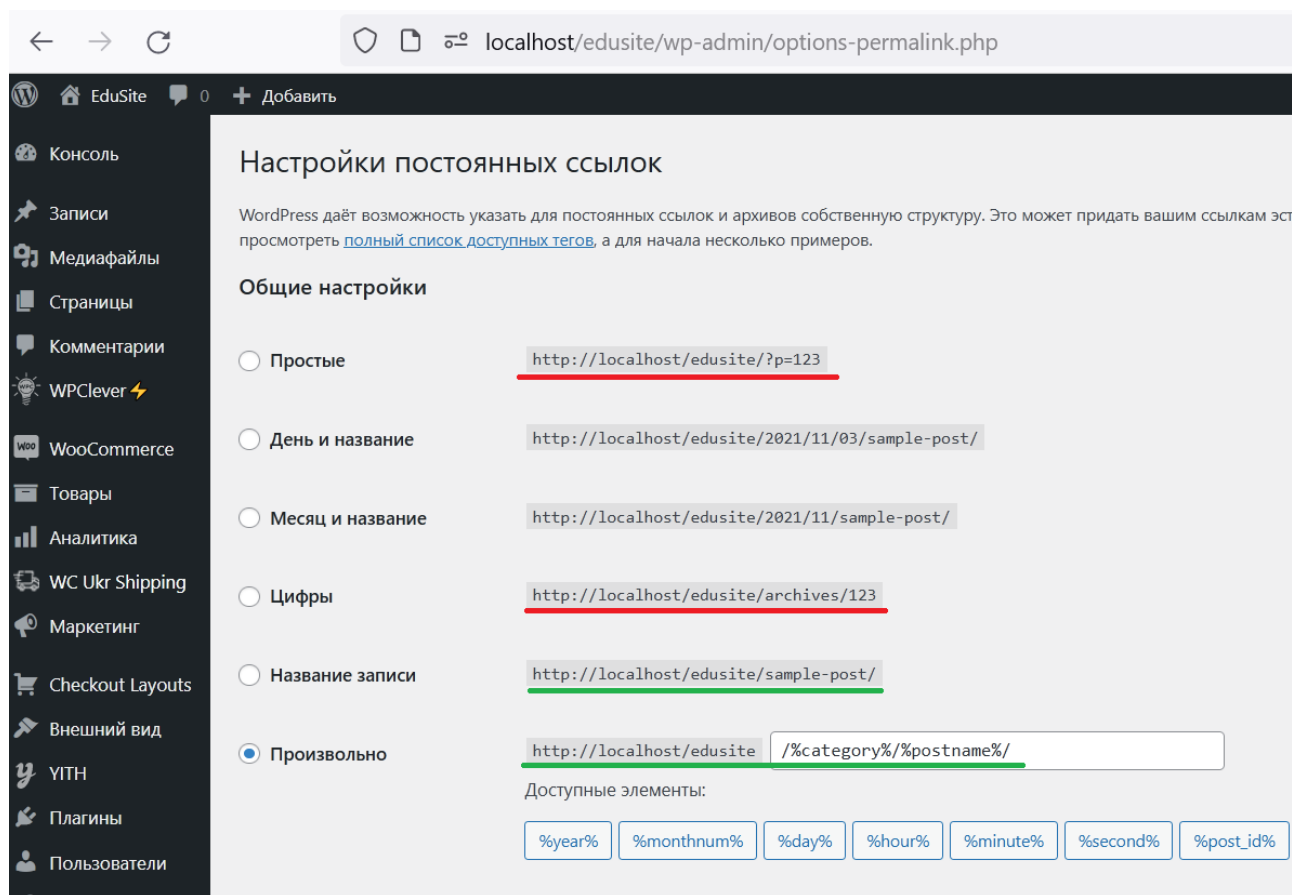 localhost/edusite/wp-admin/options-permalink.php
EduSite 0 Добавить
Консоль
Записи
Медиафайлы
Страницы
Комментарии
WPClever⚡
WooCommerce
Товары
Аналитика
WC Ukr Shipping
Маркетинг
Checkout Layouts
Внешний вид
YITH
Плагины
Пользователи
Настройки постоянных ссылок
WordPress даёт возможность указать для постоянных ссылок и архивов собственную структуру. Это может придать вашим ссылкам
просмотреть полный список доступных тегов, а для начала несколько примеров.
Общие настройки
Простые http://localhost/edusite/?p=123
День и название http://localhost/edusite/2021/11/03/sample-post/
Месяц и название http://localhost/edusite/2021/11/sample-post/
Цифры http://localhost/edusite/archives/123
Название записи http://localhost/edusite/sample-post/
Произвольно http://localhost/edusite /%category%/%postname%/
Доступные элементы:
%year% %monthnum% %day% %hour% %minute% %second% %post_id%